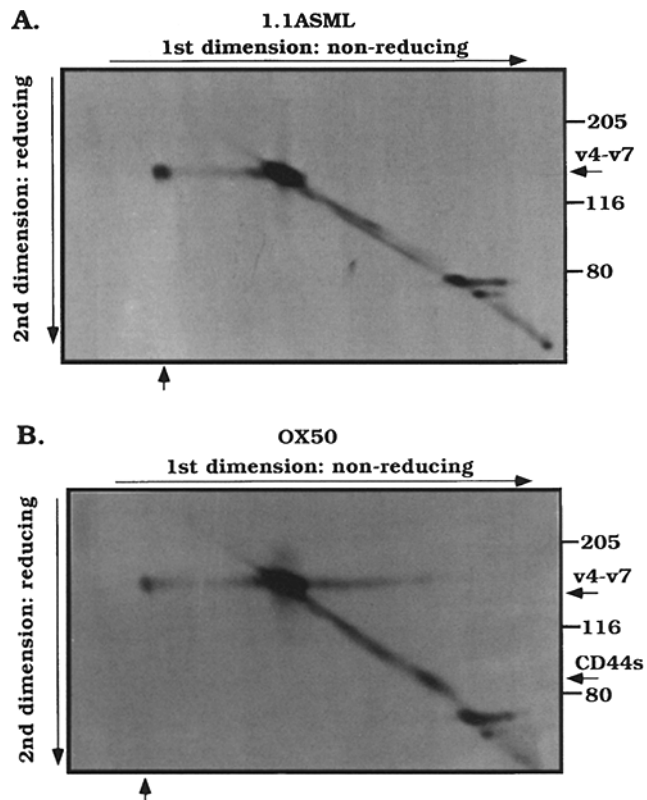 A.
1.1ASML
1st dimension: non-reducing
2nd dimension: reducing
205
v4-v7
116
80
B.
OX50
1st dimension: non-reducing
2nd dimension: reducing
205
v4-v7
116
CD44s
80